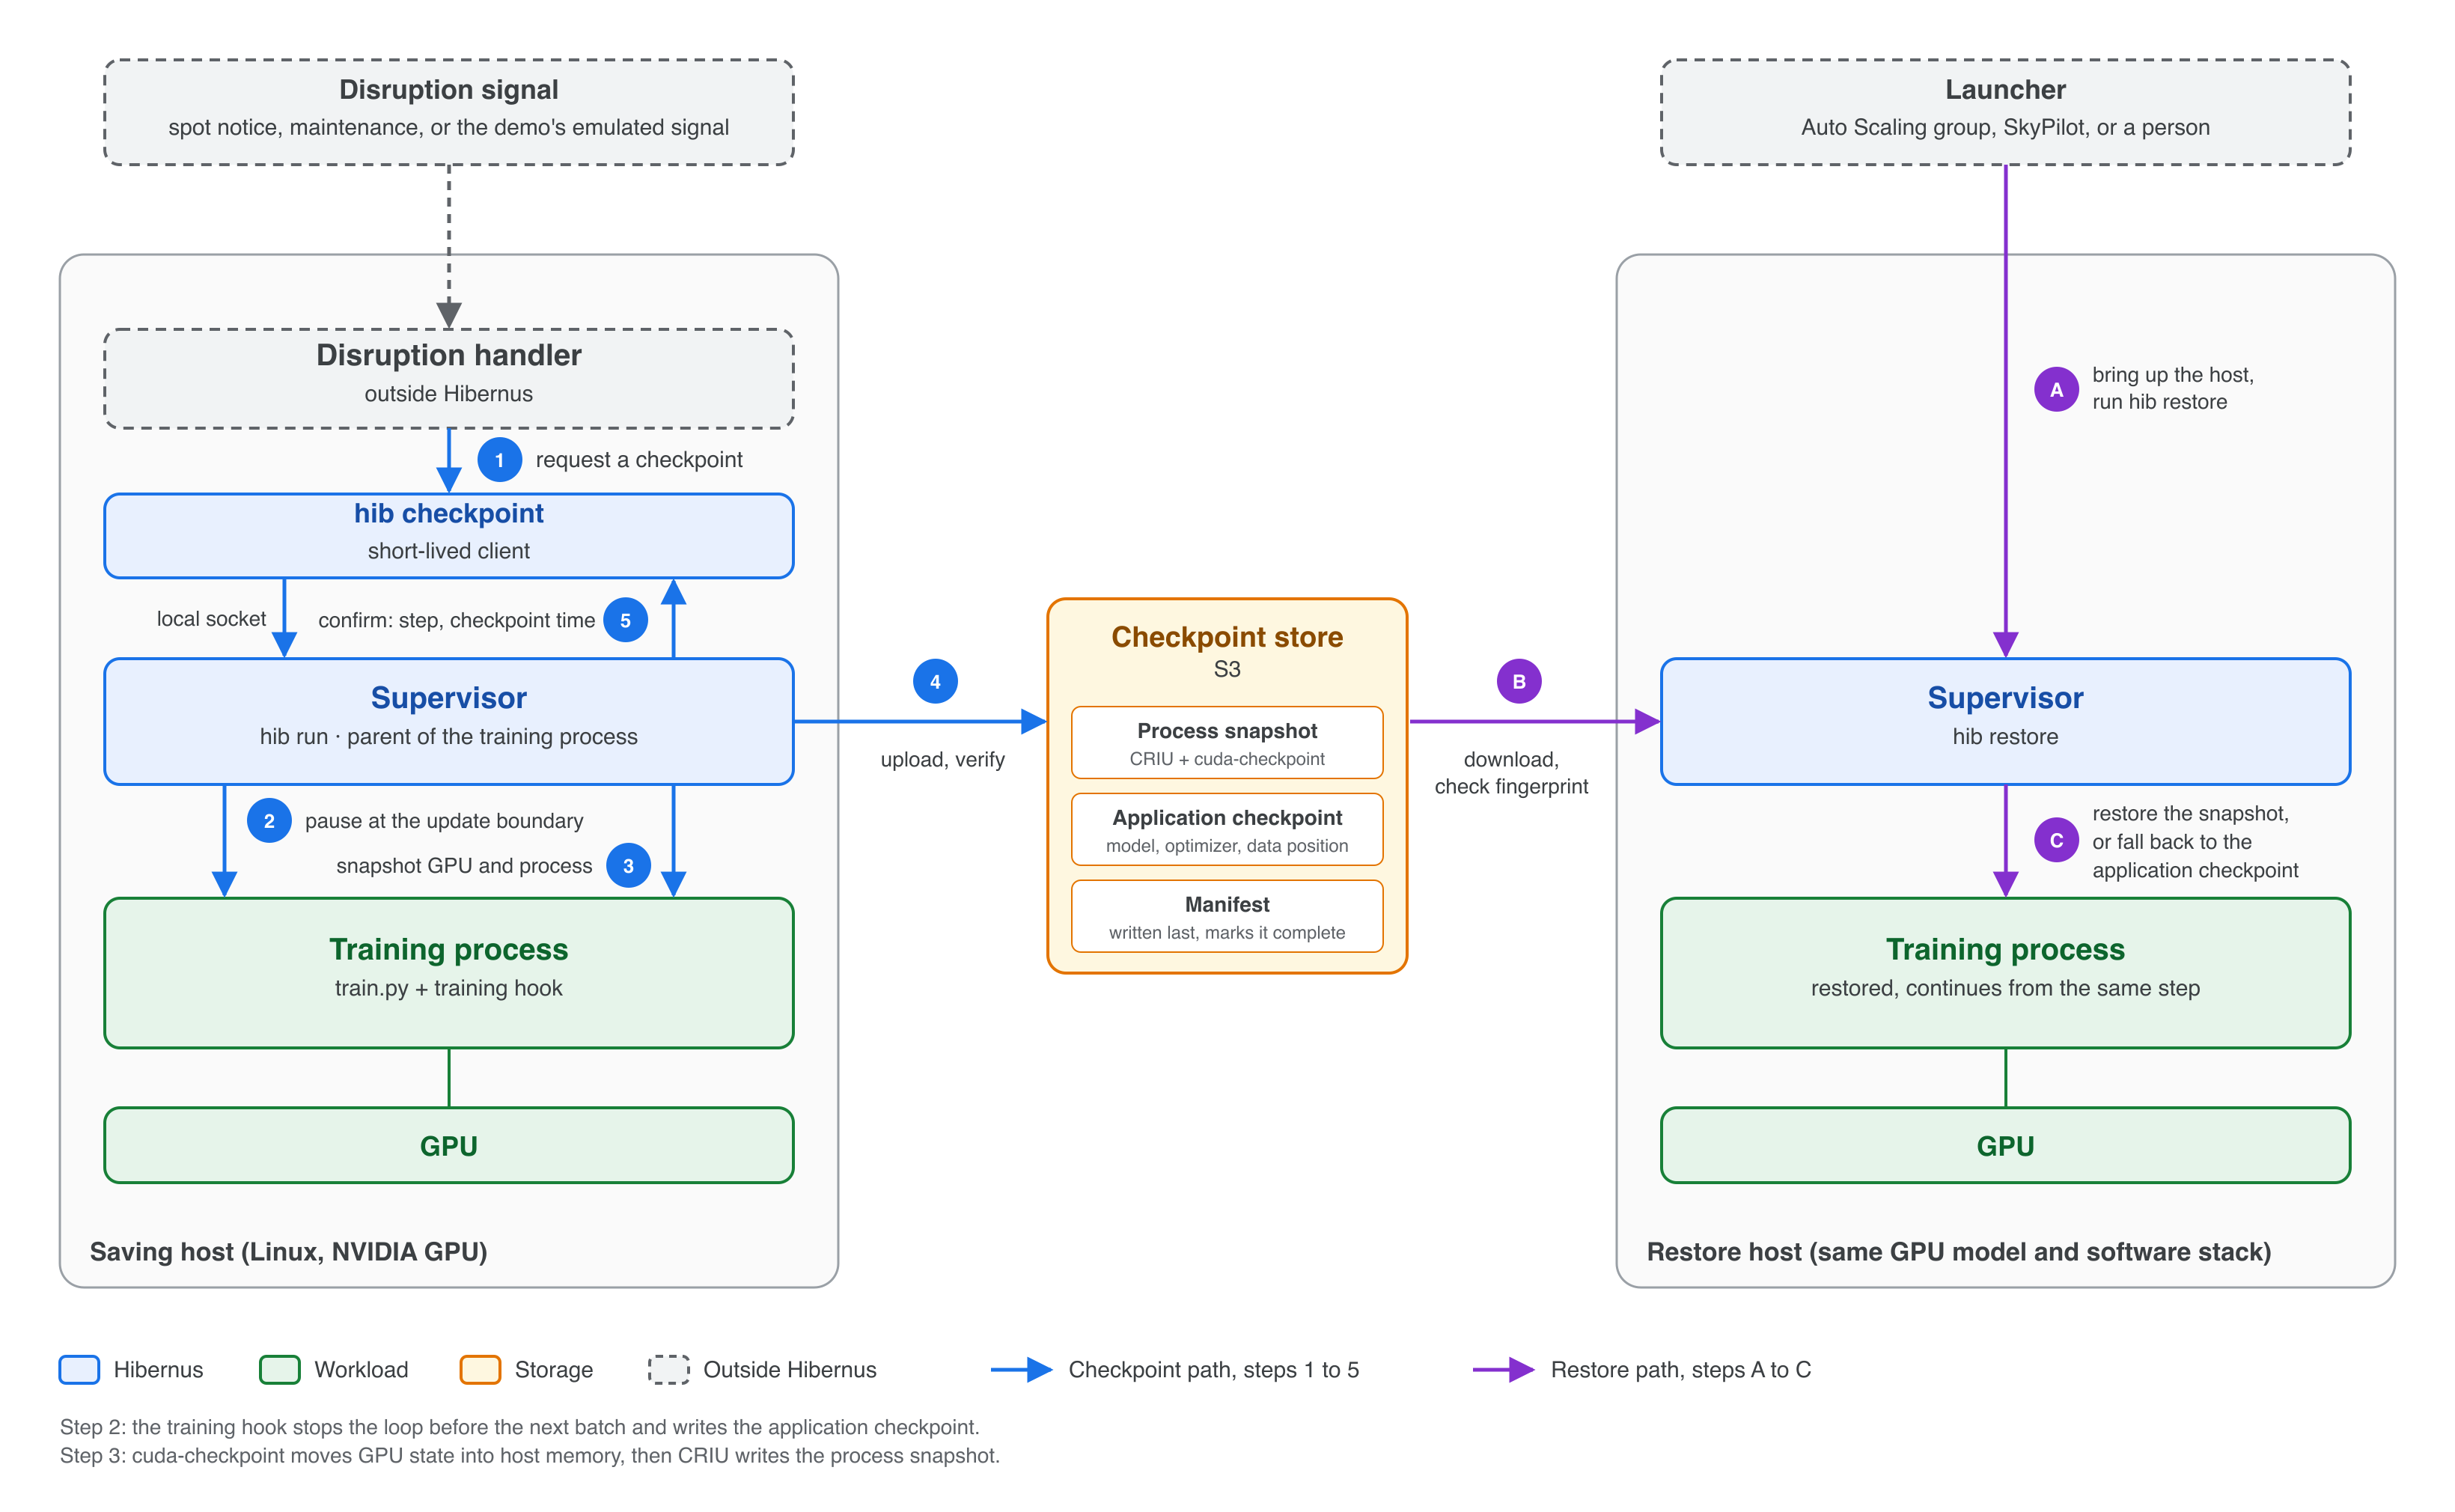 Disruption signal
spot notice, maintenance, or the demo's emulated signal
Launcher
Auto Scaling group, SkyPilot, or a person
Disruption handler
outside Hibernus
1 request a checkpoint
hib checkpoint
short-lived client
local socket
confirm: step, checkpoint time 5
Supervisor
hib run · parent of the training process
2 pause at the update boundary
snapshot GPU and process 3
Training process
train.py + training hook
GPU
Saving host (Linux, NVIDIA GPU)
4
upload, verify
Checkpoint store
S3
Process snapshot
CRIU + cuda-checkpoint
Application checkpoint
model, optimizer, data position
Manifest
written last, marks it complete
B
download,
check fingerprint
A
bring up the host,
run hib restore
Supervisor
hib restore
C
restore the snapshot,
or fall back to the
application checkpoint
Training process
restored, continues from the same step
GPU
Restore host (same GPU model and software stack)
Hibernus
Workload
Storage
Outside Hibernus
Checkpoint path, steps 1 to 5
Restore path, steps A to C
Step 2: the training hook stops the loop before the next batch and writes the application checkpoint.
Step 3: cuda-checkpoint moves GPU state into host memory, then CRIU writes the process snapshot.